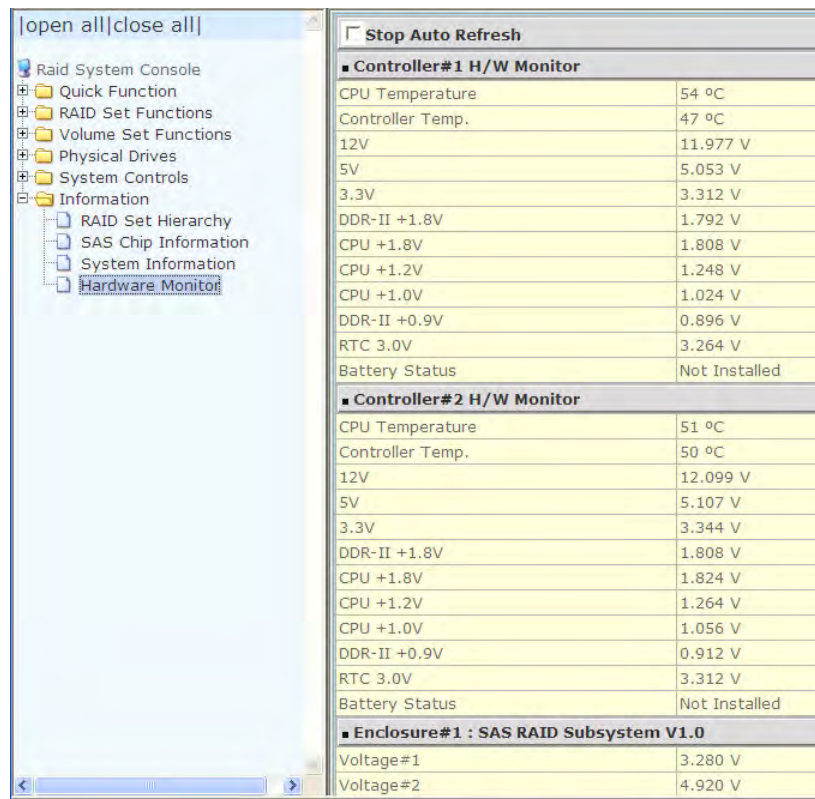 |open all|close all|
Raid System Console
Quick Function
RAID Set Functions
Volume Set Functions
Physical Drives
System Controls
Information
RAID Set Hierarchy
SAS Chip Information
System Information
Hardware Monitor
Stop Auto Refresh
Controller#1 H/W Monitor
CPU Temperature 54 ºC
Controller Temp. 47 ºC
12V 11.977 V
5V 5.053 V
3.3V 3.312 V
DDR-II +1.8V 1.792 V
CPU +1.8V 1.808 V
CPU +1.2V 1.248 V
CPU +1.0V 1.024 V
DDR-II +0.9V 0.896 V
RTC 3.0V 3.264 V
Battery Status Not Installed
Controller#2 H/W Monitor
CPU Temperature 51 ºC
Controller Temp. 50 ºC
12V 12.099 V
5V 5.107 V
3.3V 3.344 V
DDR-II +1.8V 1.808 V
CPU +1.8V 1.824 V
CPU +1.2V 1.264 V
CPU +1.0V 1.056 V
DDR-II +0.9V 0.912 V
RTC 3.0V 3.312 V
Battery Status Not Installed
Enclosure#1 : SAS RAID Subsystem V1.0
Voltage#1 3.280 V
Voltage#2 4.920 V